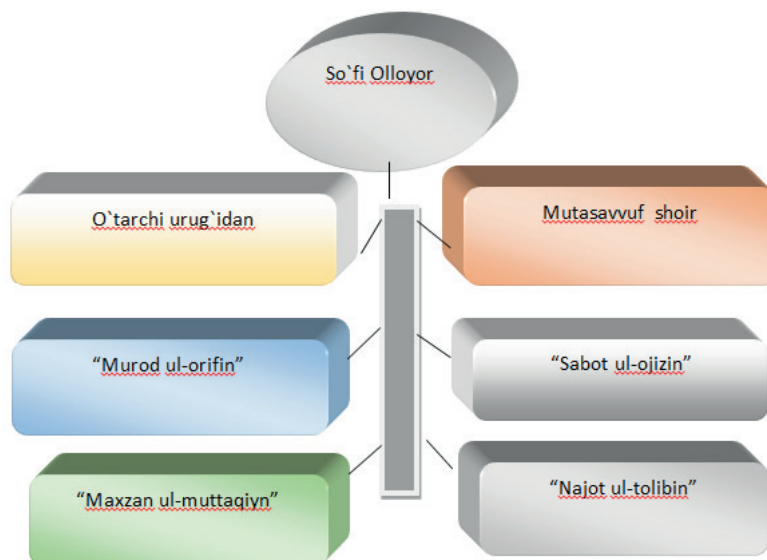 So`fi Olloyor
O`tarchi urug`idan
Mutasavvuf shoir
“Murod ul-orifin”
“Sabot ul-ojizin”
“Maxzan ul-muttaqiyn”
“Najot ul-tolibin”